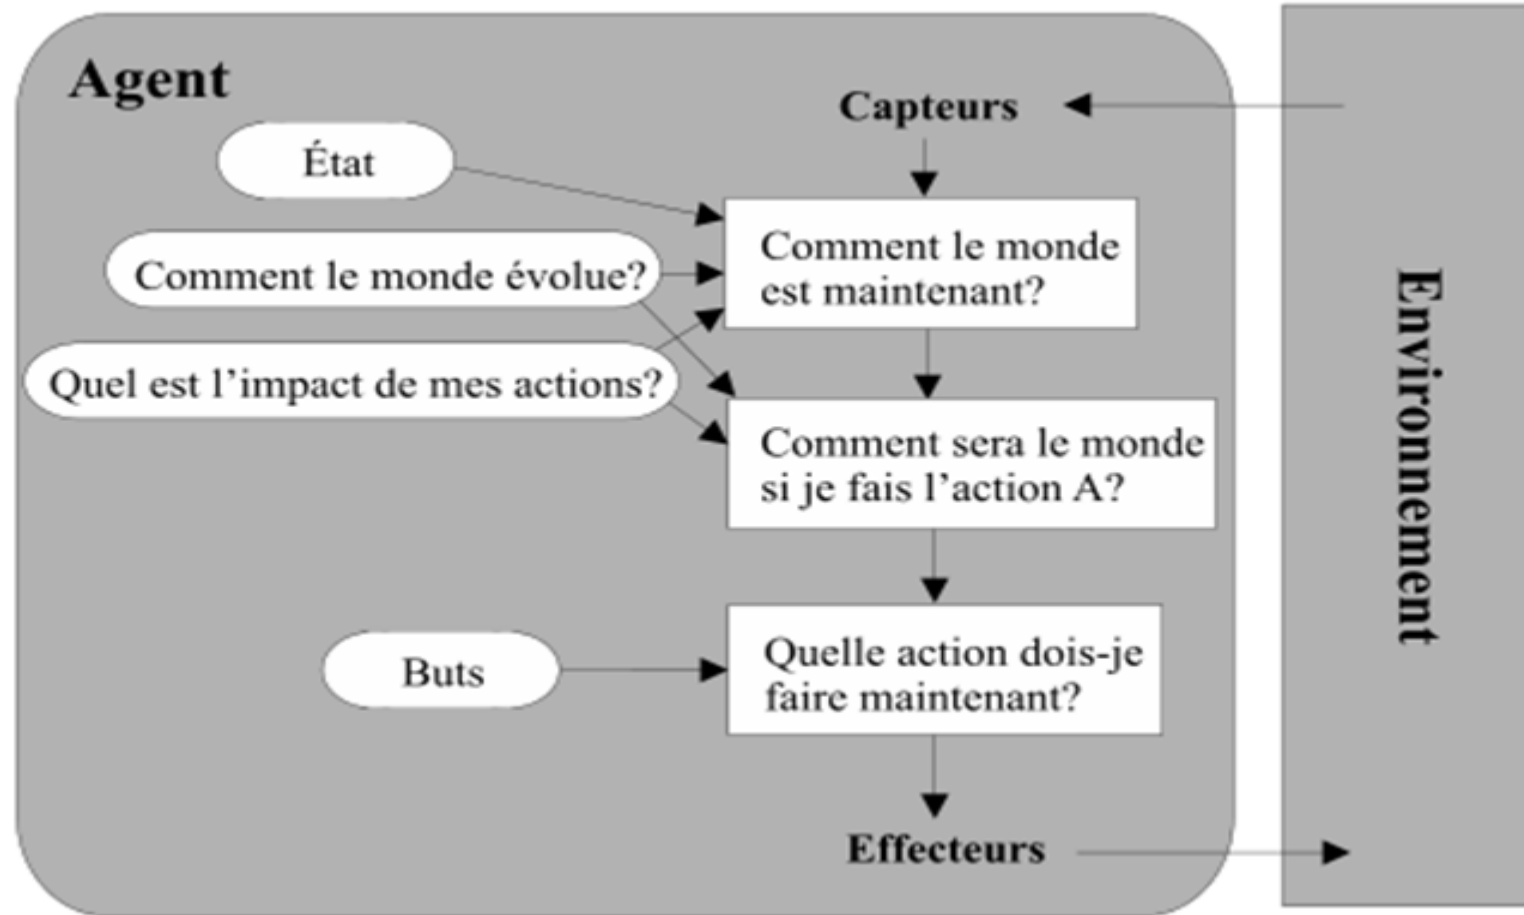 Agent
Capteurs
État
Comment le monde
est maintenant?
Comment le monde évolue?
Quel est l’impact de mes actions?
Comment sera le monde
si je fais l’action A?
Buts
Quelle action dois-je
faire maintenant?
Effecteurs
Environnement